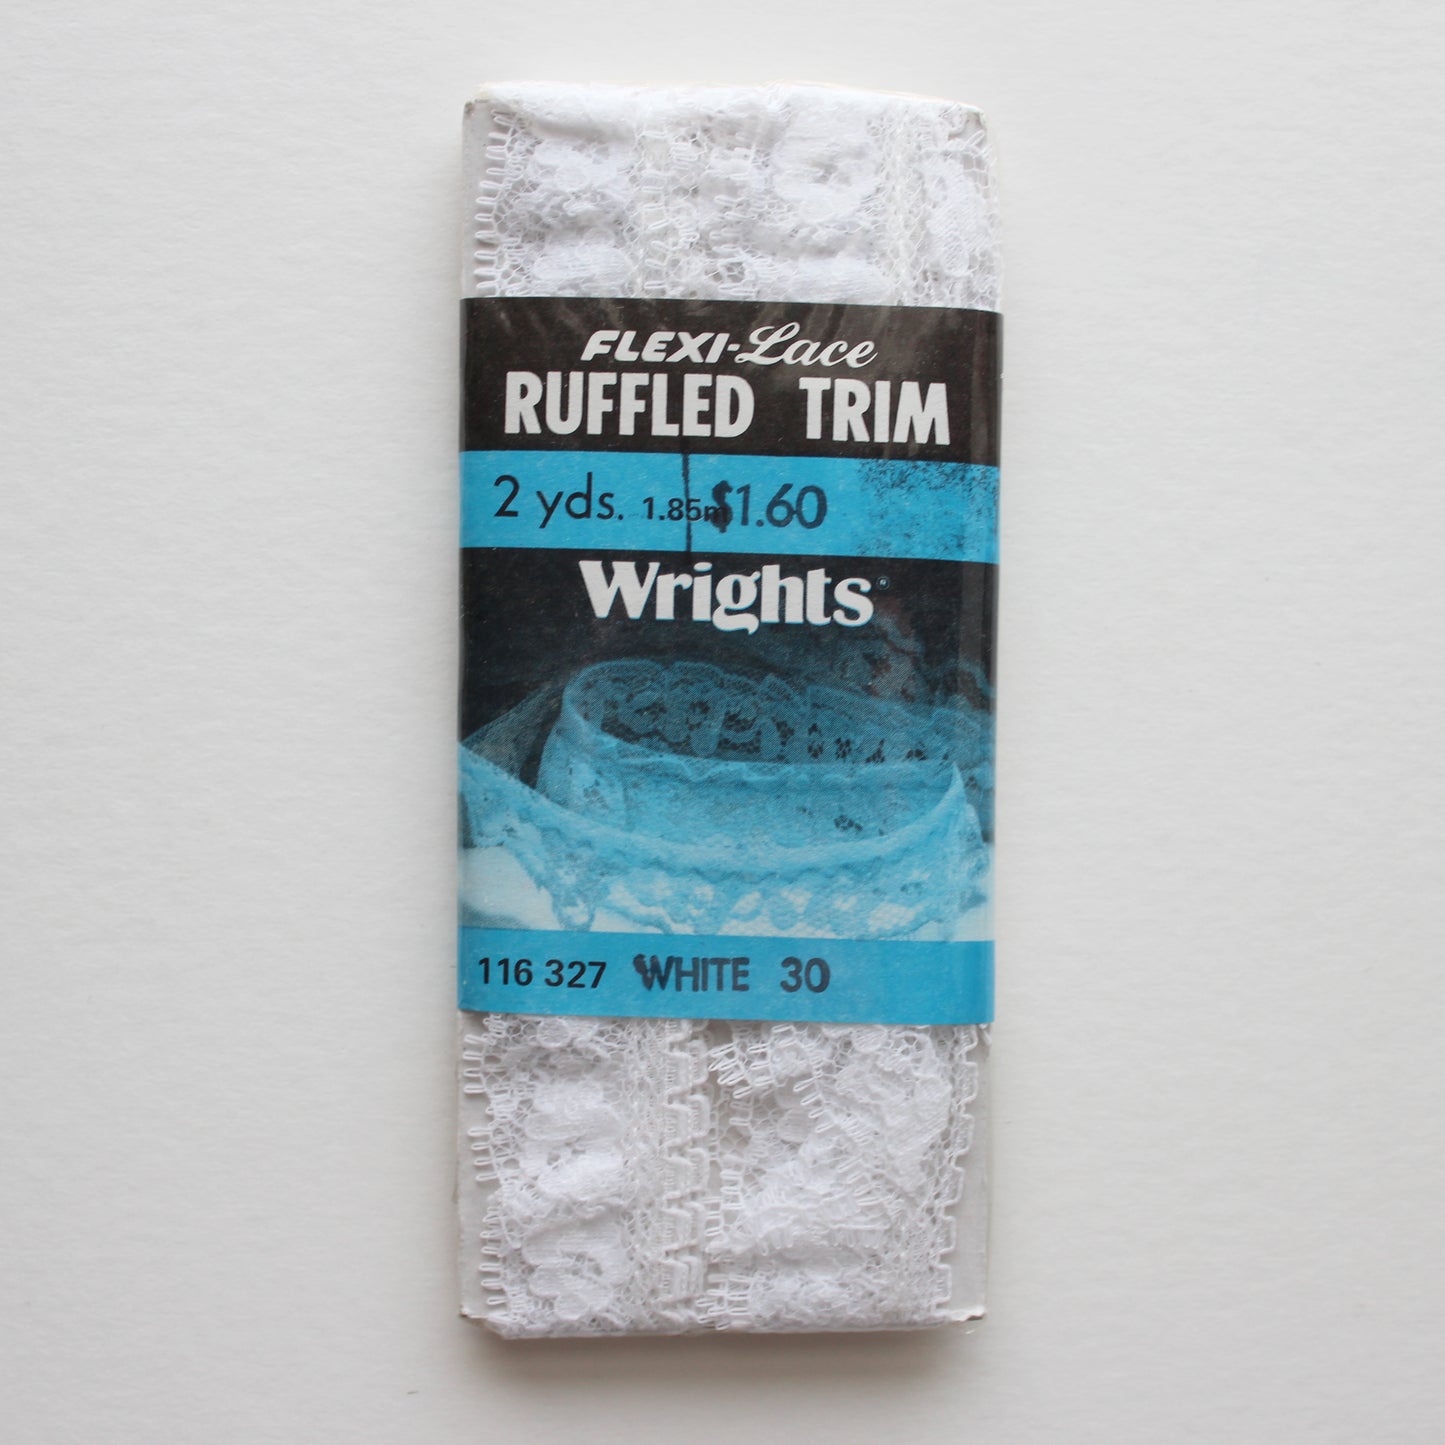 FLEXI-Lace
RUFFLED TRIM
2 yds. 1.85m $1.60
Wrights®
116 327 WHITE 30